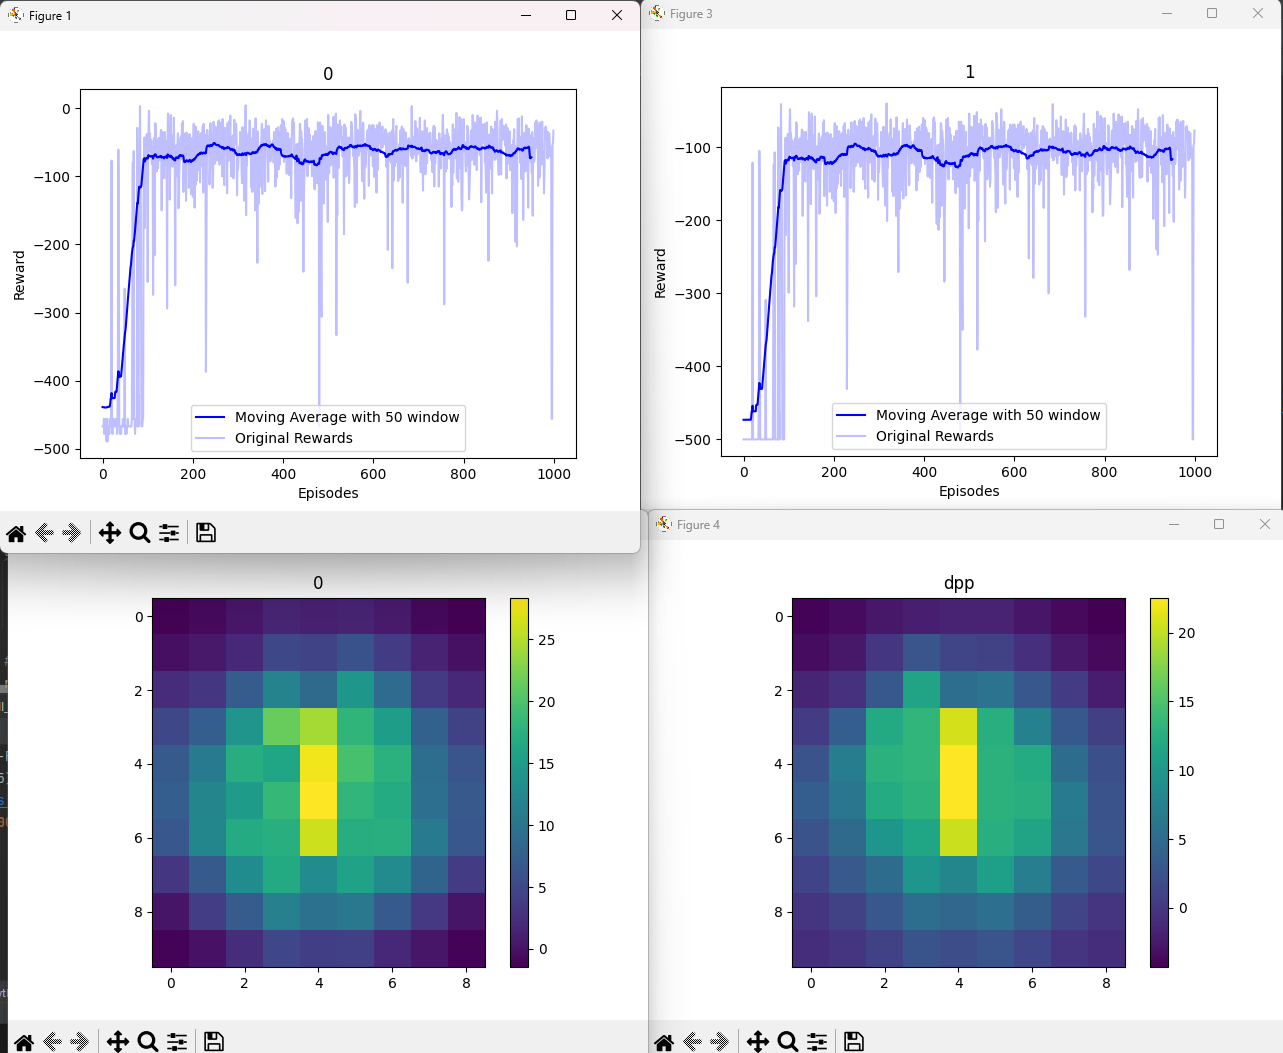 Figure 1
0
0
−100
−200
−300
−400
−500
Reward
Moving Average with 50 window
Original Rewards
0 200 400 600 800 1000
Episodes
Figure 3
1
−100
−200
−300
−400
−500
Reward
Moving Average with 50 window
Original Rewards
0 200 400 600 800 1000
Episodes
0
0
2
4
6
8
0 2 4 6 8
25
20
15
10
5
0
Figure 4
dpp
0
2
4
6
8
0 2 4 6 8
20
15
10
5
0